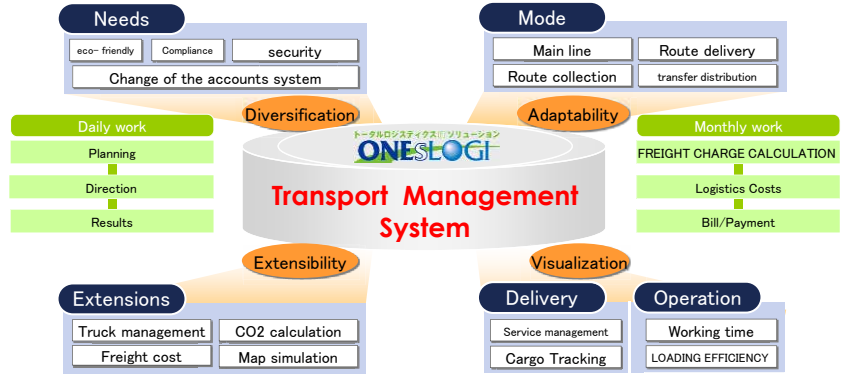 Needs
eco- friendly
Compliance
security
Change of the accounts system
Mode
Main line
Route delivery
Route collection
transfer distribution
Diversification
Adaptability
Daily work
Planning
Direction
Results
トータルロジスティクスITソリューション
ONEsLOGI
Transport Management
System
Monthly work
FREIGHT CHARGE CALCULATION
Logistics Costs
Bill/Payment
Extensibility
Visualization
Extensions
Truck management
CO2 calculation
Freight cost
Map simulation
Delivery
Service management
Cargo Tracking
Operation
Working time
LOADING EFFICIENCY